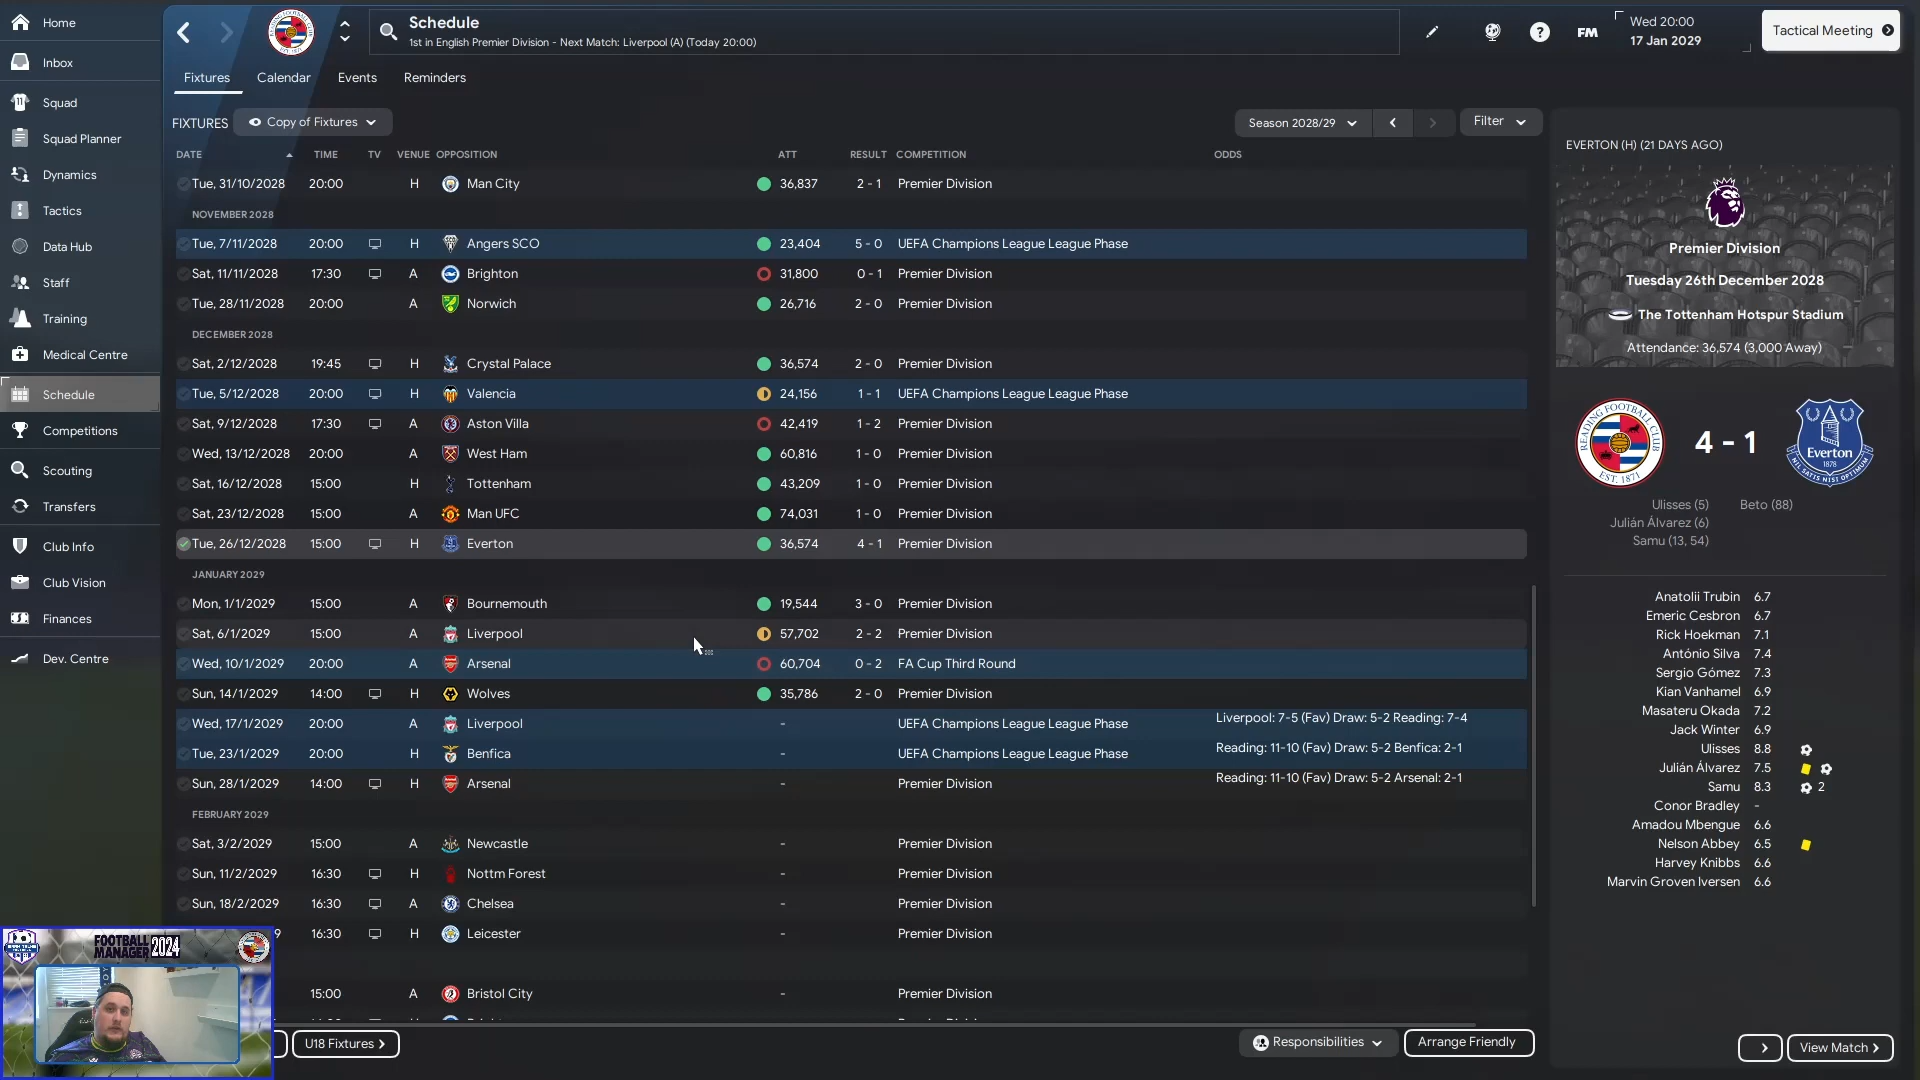 Home
Inbox
Squad
Squad Planner
Dynamics
Tactics
Data Hub
Staff
Training
Medical Centre
Schedule
Competitions
Scouting
Transfers
Club Info
Club Vision
Finances
Dev. Centre
Schedule
1st in English Premier Division - Next Match: Liverpool (A) (Today 20:00)
FM
Wed 20:00
17 Jan 2029
Tactical Meeting
Fixtures Calendar Events Reminders
FIXTURES Copy of Fixtures Season 2028/29 Filter
DATE TIME TV VENUE OPPOSITION ATT RESULT COMPETITION ODDS
Tue, 31/10/2028 20:00 H Man City 36,837 2 - 1 Premier Division
NOVEMBER 2028
Tue, 7/11/2028 20:00 H Angers SCO 23,404 5 - 0 UEFA Champions League League Phase
Sat, 11/11/2028 17:30 A Brighton 31,800 0 - 1 Premier Division
Tue, 28/11/2028 20:00 A Norwich 26,716 2 - 0 Premier Division
DECEMBER 2028
Sat, 2/12/2028 19:45 H Crystal Palace 36,574 2 - 0 Premier Division
Tue, 5/12/2028 20:00 H Valencia 24,156 1 - 1 UEFA Champions League League Phase
Sat, 9/12/2028 17:30 A Aston Villa 42,419 1 - 2 Premier Division
Wed, 13/12/2028 20:00 A West Ham 60,816 1 - 0 Premier Division
Sat, 16/12/2028 15:00 H Tottenham 43,209 1 - 0 Premier Division
Sat, 23/12/2028 15:00 A Man UFC 74,031 1 - 0 Premier Division
Tue, 26/12/2028 15:00 H Everton 36,574 4 - 1 Premier Division
JANUARY 2029
Mon, 1/1/2029 15:00 A Bournemouth 19,544 3 - 0 Premier Division
Sat, 6/1/2029 15:00 A Liverpool 57,702 2 - 2 Premier Division
Wed, 10/1/2029 20:00 A Arsenal 60,704 0 - 2 FA Cup Third Round
Sun, 14/1/2029 14:00 H Wolves 35,786 2 - 0 Premier Division
Wed, 17/1/2029 20:00 A Liverpool - UEFA Champions League League Phase Liverpool: 7-5 (Fav) Draw: 5-2 Reading: 7-4
Tue, 23/1/2029 20:00 H Benfica - UEFA Champions League League Phase Reading: 11-10 (Fav) Draw: 5-2 Benfica: 2-1
Sun, 28/1/2029 14:00 H Arsenal - Premier Division Reading: 11-10 (Fav) Draw: 5-2 Arsenal: 2-1
FEBRUARY 2029
Sat, 3/2/2029 15:00 A Newcastle - Premier Division
Sun, 11/2/2029 16:30 H Nottm Forest - Premier Division
Sun, 18/2/2029 16:30 A Chelsea - Premier Division
9 16:30 H Leicester - Premier Division
15:00 A Bristol City - Premier Division
U18 Fixtures
Responsibilities
Arrange Friendly
FOOTBALL
MANAGER 2024
EVERTON (H) (21 DAYS AGO)
Premier Division
Tuesday 26th December 2028
The Tottenham Hotspur Stadium
Attendance: 36,574 (3,000 Away)
READING FOOTBALL CLUB
EST. 1871
4 - 1
Everton
1878
NIL SATIS NISI OPTIMUM
Ulisses (5) Beto (88)
Julián Álvarez (6)
Samu (13, 54)
Anatolii Trubin 6.7
Emeric Cesbron 6.7
Rick Hoekman 7.1
António Silva 7.4
Sergio Gómez 7.3
Kian Vanhamel 6.9
Masateru Okada 7.2
Jack Winter 6.9
Ulisses 8.8
Julián Álvarez 7.5
Samu 8.3 2
Conor Bradley -
Amadou Mbengue 6.6
Nelson Abbey 6.5
Harvey Knibbs 6.6
Marvin Groven Iversen 6.6
View Match